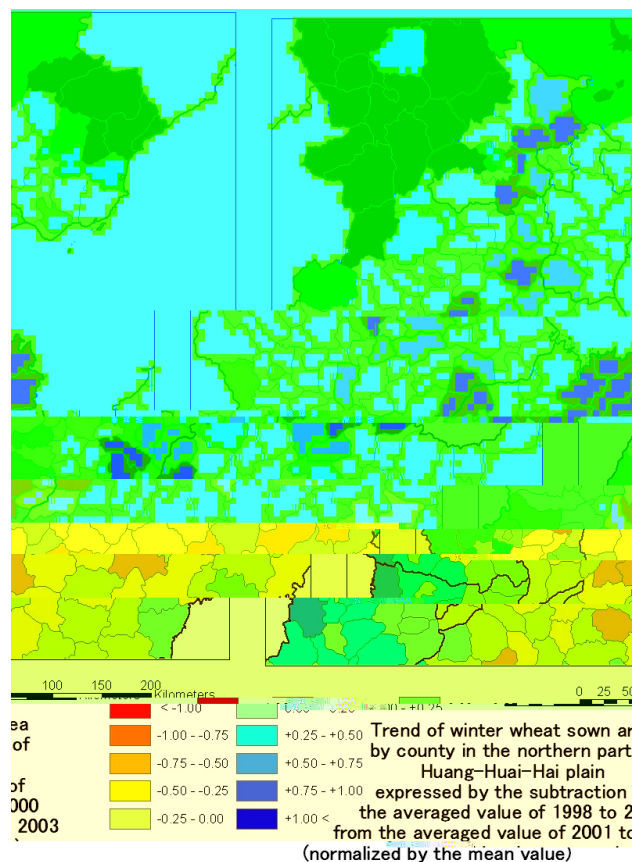 100 150 200
Kilometers
0 25 50
< -1.00
-1.00 - -0.75
-0.75 - -0.50
-0.50 - -0.25
-0.25 - 0.00
+0.25
+0.25 - +0.50
+0.50 - +0.75
+0.75 - +1.00
+1.00 <
ea
of
of
000
2003
Trend of winter wheat sown ar
by county in the northern part
Huang-Huai-Hai plain
expressed by the subtraction
the averaged value of 1998 to 2
from the averaged value of 2001 to
(normalized by the mean value)